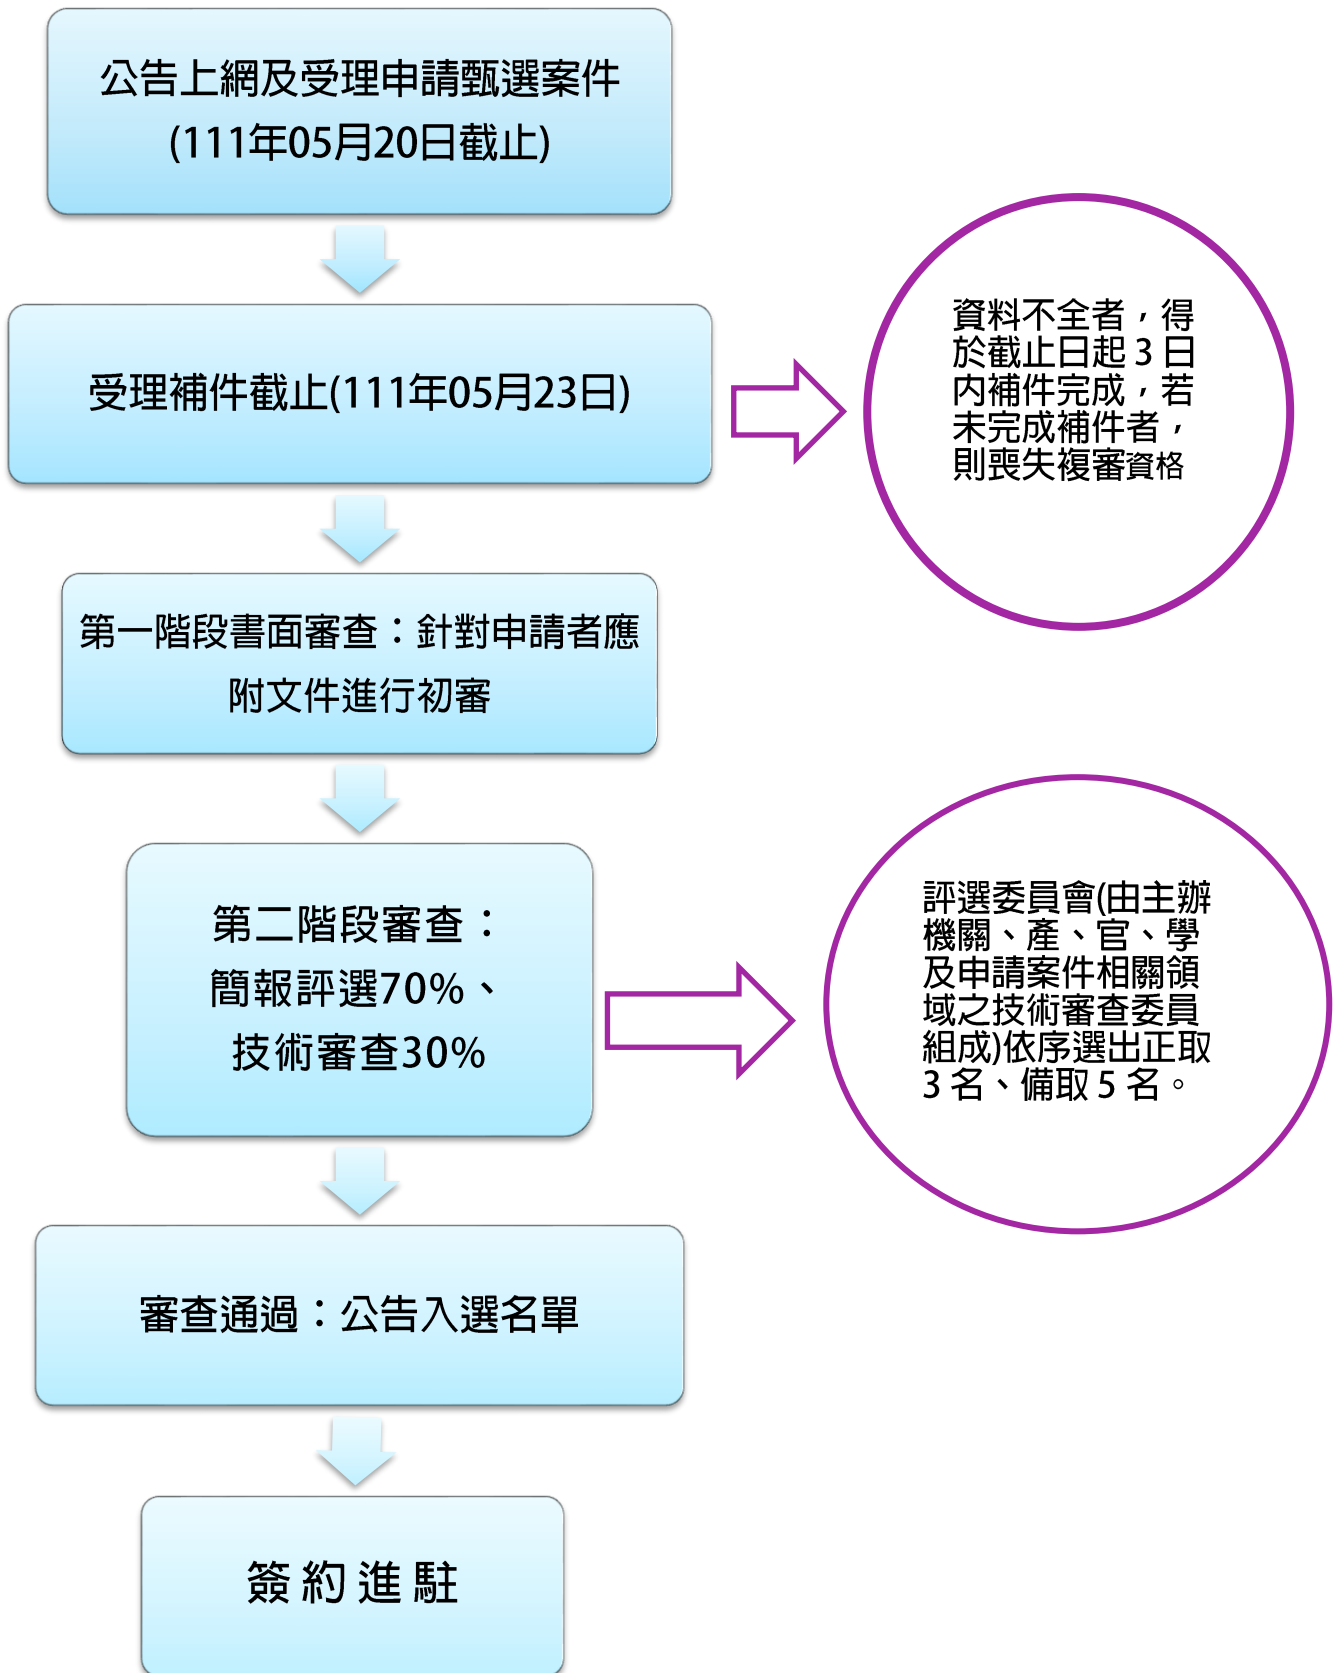 公告上網及受理申請甄選案件
(111年05月20日截止)
受理補件截止(111年05月23日)
資料不全者，得
於截止日起 3 日
內補件完成，若
未完成補件者，
則喪失複審資格
第一階段書面審查：針對申請者應
附文件進行初審
第二階段審查：
簡報評選70%、
技術審查30%
評選委員會(由主辦
機關、產、官、學
及申請案件相關領
域之技術審查委員
組成)依序選出正取
3 名、備取 5 名。
審查通過：公告入選名單
簽 約 進 駐